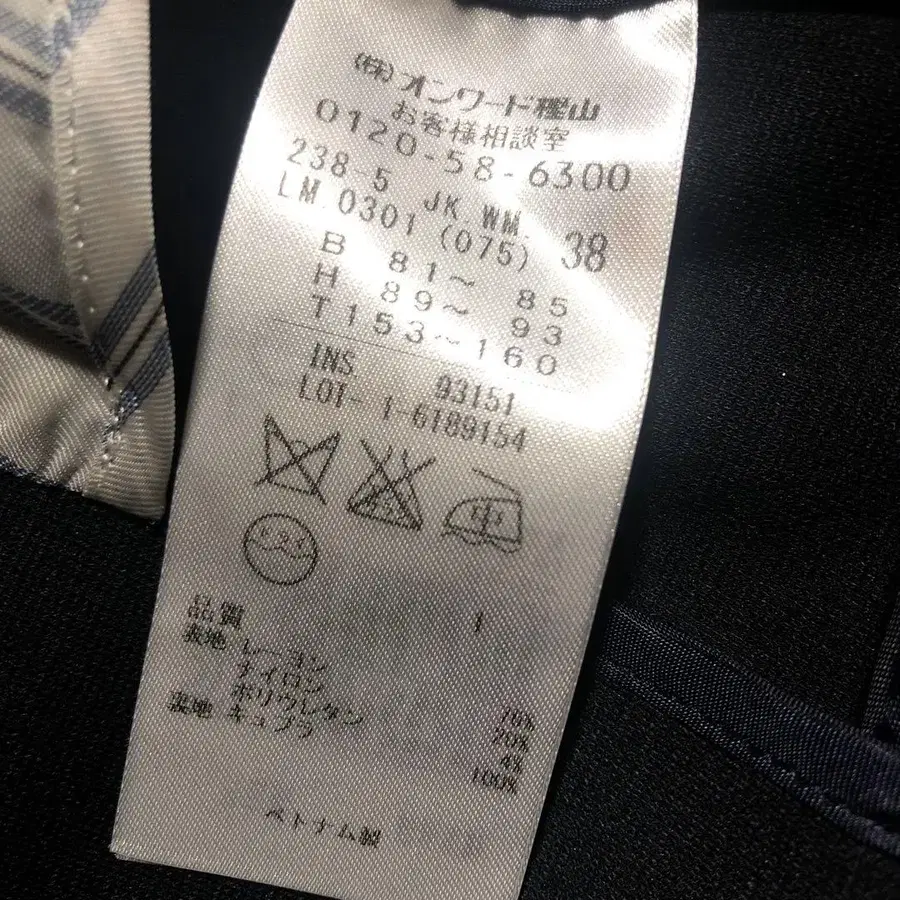 (株)オンワード樫山
お客様相談室
0120-58-6300
238-5 JK.WM.
LM.0301 (075) 38
B 81～ 85
H 89～ 93
T153～160
INS 93151
LOT- 1-6189154
中
品質 1
表地 レーヨン 76%
ナイロン 20%
ポリウレタン 4%
裏地 キュプラ 100%
ベトナム製